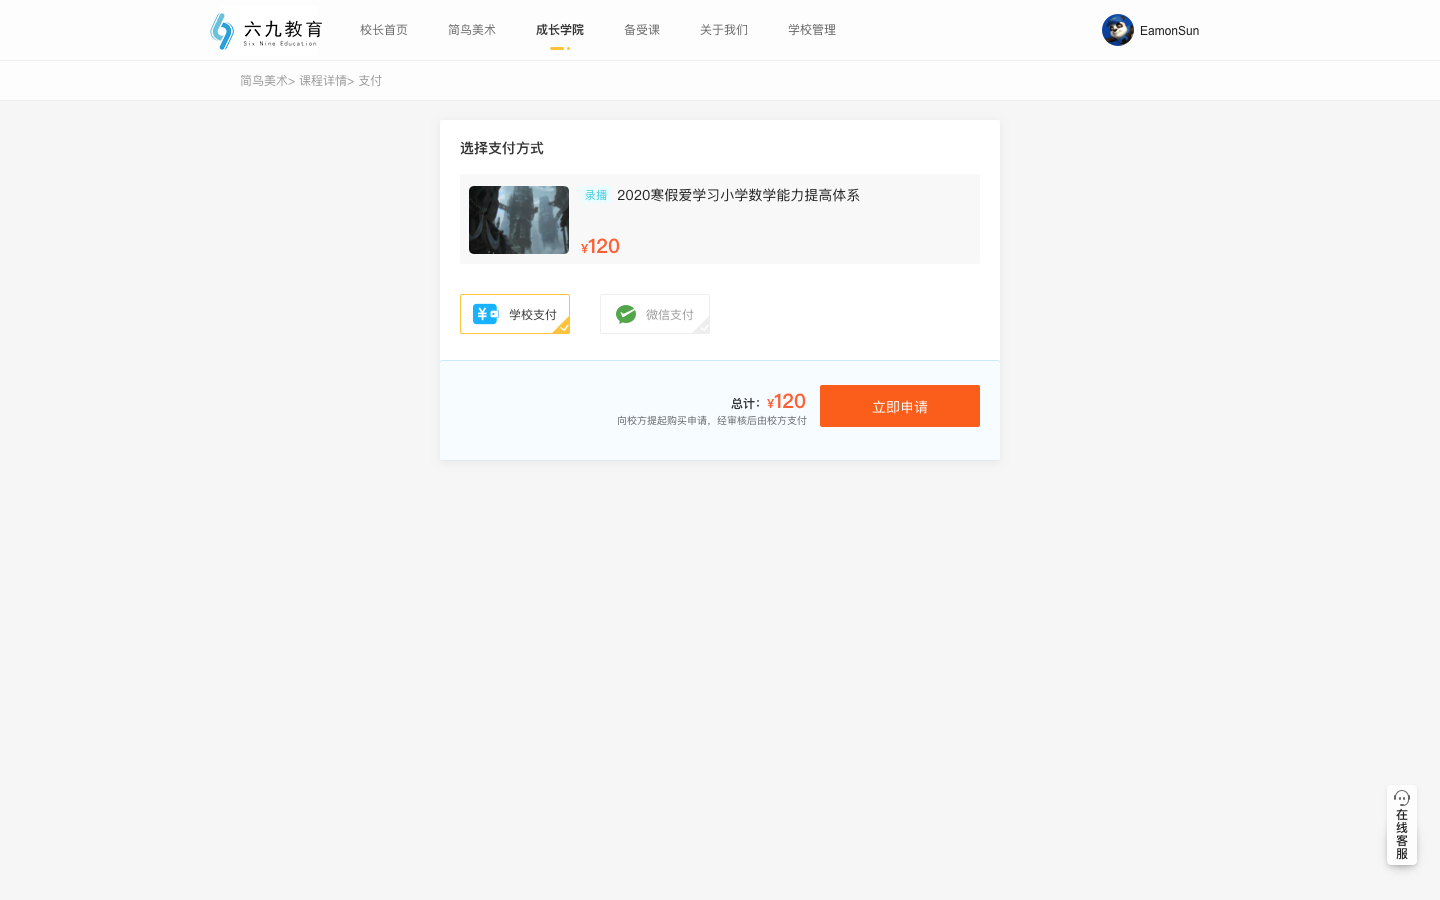 六九教育
Six Nine Education
校长首页 简鸟美术 成长学院 备受课 关于我们 学校管理
EamonSun
简鸟美术> 课程详情> 支付
选择支付方式
录播 2020寒假爱学习小学数学能力提高体系
¥120
学校支付 微信支付
总计：¥120
向校方提起购买申请，经审核后由校方支付
立即申请
在线客服